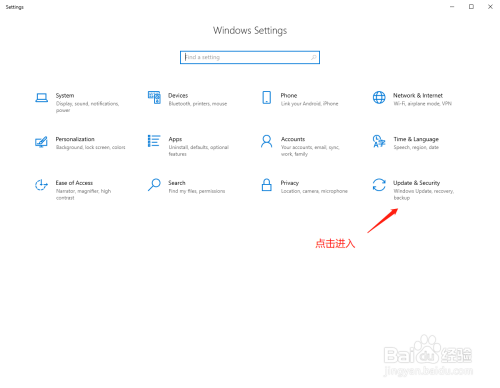 Settings
Windows Settings
Find a setting
System
Display, sound, notifications,
power
Devices
Bluetooth, printers, mouse
Phone
Link your Android, iPhone
Network & Internet
Wi-Fi, airplane mode, VPN
Personalization
Background, lock screen, colors
Apps
Uninstall, defaults, optional
features
Accounts
Your accounts, email, sync,
work, family
Time & Language
Speech, region, date
Ease of Access
Narrator, magnifier, high
contrast
Search
Find my files, permissions
Privacy
Location, camera, microphone
Update & Security
Windows Update, recovery,
backup
点击进入
Baidu 经验
jingyan.baidu.com